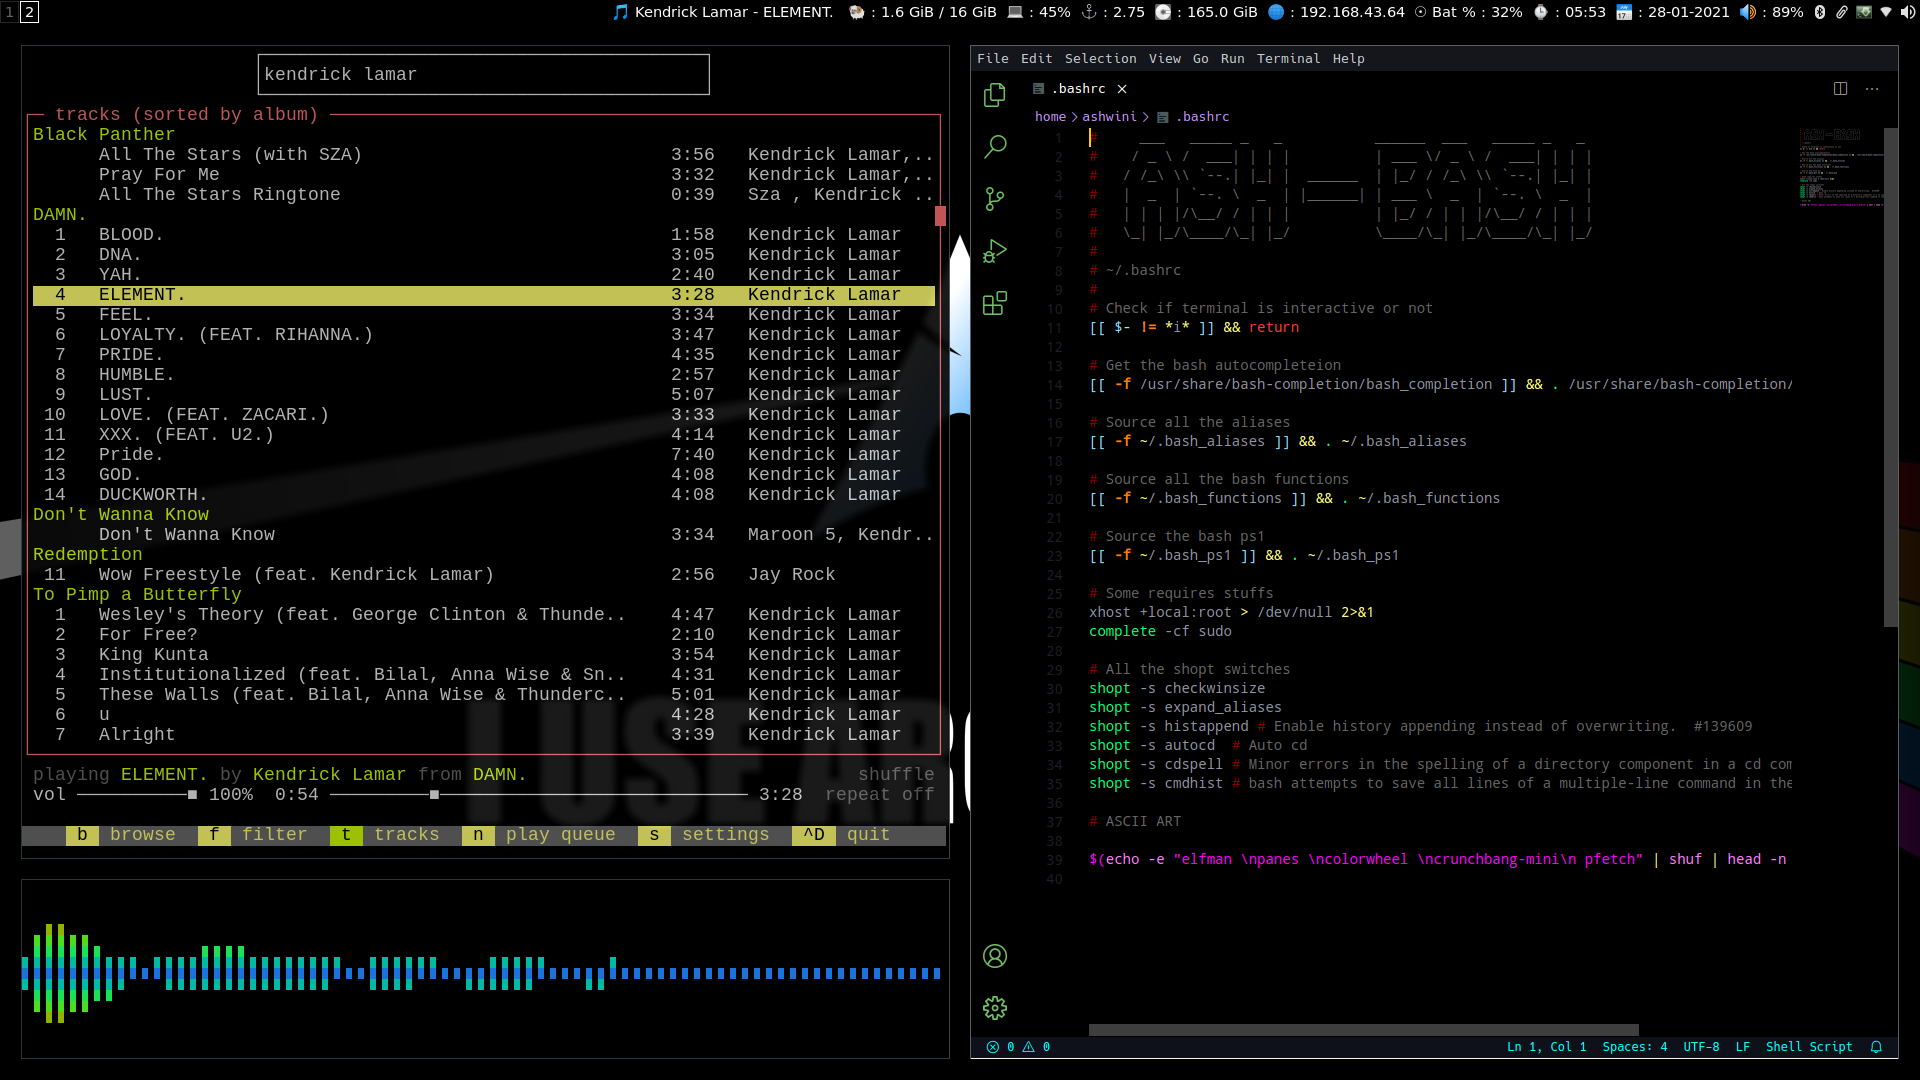 1 2 Kendrick Lamar - ELEMENT. : 1.6 GiB / 16 GiB : 45% : 2.75 : 165.0 GiB : 192.168.43.64 Bat % : 32% : 05:53 : 28-01-2021 : 89%
kendrick lamar
tracks (sorted by album)
Black Panther
All The Stars (with SZA) 3:56 Kendrick Lamar,..
Pray For Me 3:32 Kendrick Lamar,..
All The Stars Ringtone 0:39 Sza , Kendrick ..
DAMN.
1 BLOOD. 1:58 Kendrick Lamar
2 DNA. 3:05 Kendrick Lamar
3 YAH. 2:40 Kendrick Lamar
4 ELEMENT. 3:28 Kendrick Lamar
5 FEEL. 3:34 Kendrick Lamar
6 LOYALTY. (FEAT. RIHANNA.) 3:47 Kendrick Lamar
7 PRIDE. 4:35 Kendrick Lamar
8 HUMBLE. 2:57 Kendrick Lamar
9 LUST. 5:07 Kendrick Lamar
10 LOVE. (FEAT. ZACARI.) 3:33 Kendrick Lamar
11 XXX. (FEAT. U2.) 4:14 Kendrick Lamar
12 Pride. 7:40 Kendrick Lamar
13 GOD. 4:08 Kendrick Lamar
14 DUCKWORTH. 4:08 Kendrick Lamar
Don't Wanna Know
Don't Wanna Know 3:34 Maroon 5, Kendr..
Redemption
11 Wow Freestyle (feat. Kendrick Lamar) 2:56 Jay Rock
To Pimp a Butterfly
1 Wesley's Theory (feat. George Clinton & Thunde.. 4:47 Kendrick Lamar
2 For Free? 2:10 Kendrick Lamar
3 King Kunta 3:54 Kendrick Lamar
4 Institutionalized (feat. Bilal, Anna Wise & Sn.. 4:31 Kendrick Lamar
5 These Walls (feat. Bilal, Anna Wise & Thunderc.. 5:01 Kendrick Lamar
6 u 4:28 Kendrick Lamar
7 Alright 3:39 Kendrick Lamar
I USE AR
playing ELEMENT. by Kendrick Lamar from DAMN. shuffle
vol 100% 0:54 3:28 repeat off
b browse f filter t tracks n play queue s settings ^D quit
File Edit Selection View Go Run Terminal Help
.bashrc
home > ashwini > .bashrc
1 #
2 #
3 #
4 #
5 #
6 #
ASH-BASH
7 #
8 # ~/.bashrc
9 #
10 # Check if terminal is interactive or not
11 [[ $- != *i* ]] && return
12
13 # Get the bash autocompleteion
14 [[ -f /usr/share/bash-completion/bash_completion ]] && . /usr/share/bash-completion/
15
16 # Source all the aliases
17 [[ -f ~/.bash_aliases ]] && . ~/.bash_aliases
18
19 # Source all the bash functions
20 [[ -f ~/.bash_functions ]] && . ~/.bash_functions
21
22 # Source the bash ps1
23 [[ -f ~/.bash_ps1 ]] && . ~/.bash_ps1
24
25 # Some requires stuffs
26 xhost +local:root > /dev/null 2>&1
27 complete -cf sudo
28
29 # All the shopt switches
30 shopt -s checkwinsize
31 shopt -s expand_aliases
32 shopt -s histappend # Enable history appending instead of overwriting. #139609
33 shopt -s autocd # Auto cd
34 shopt -s cdspell # Minor errors in the spelling of a directory component in a cd com
35 shopt -s cmdhist # bash attempts to save all lines of a multiple-line command in the
36
37 # ASCII ART
38
39 $(echo -e "elfman \npanes \ncolorwheel \ncrunchbang-mini\n pfetch" | shuf | head -n
40
0 0 Ln 1, Col 1 Spaces: 4 UTF-8 LF Shell Script